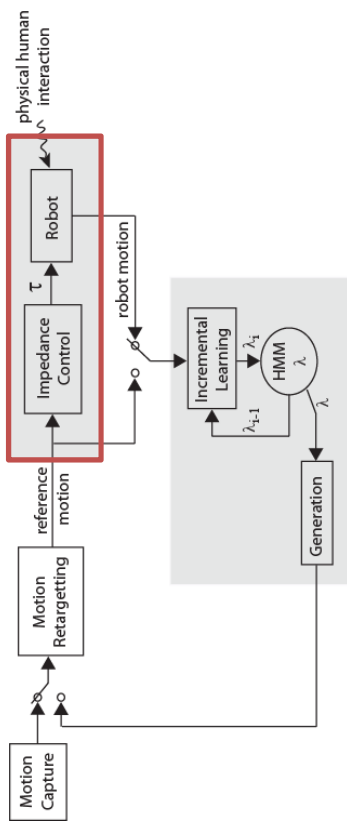 Motion
Capture
Motion
Retargetting
reference
motion
Impedance
Control
τ
Robot
physical human
interaction
robot motion
Incremental
Learning
λi
λi-1
HMM
λ
λ
Generation